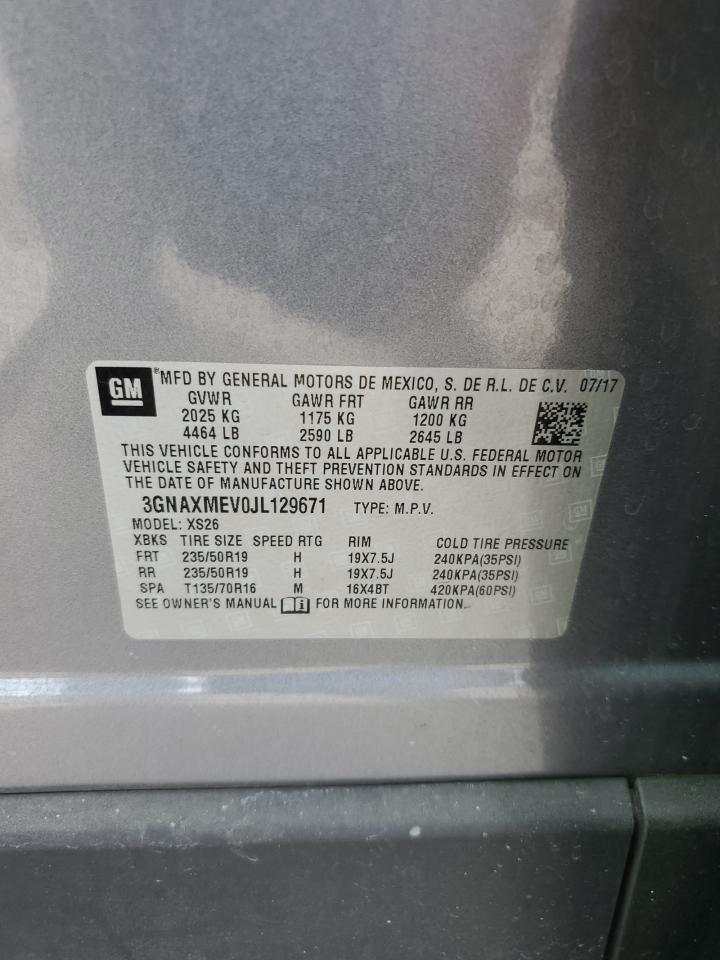 GM ®MFD BY GENERAL MOTORS DE MEXICO, S. DE R.L. DE C.V. 07/17
GVWR GAWR FRT GAWR RR
2025 KG 1175 KG 1200 KG
4464 LB 2590 LB 2645 LB
THIS VEHICLE CONFORMS TO ALL APPLICABLE U.S. FEDERAL MOTOR
VEHICLE SAFETY AND THEFT PREVENTION STANDARDS IN EFFECT ON
THE DATE OF MANUFACTURE SHOWN ABOVE.
3GNAXMEV0JL129671 TYPE: M.P.V.
MODEL: XS26
XBKS TIRE SIZE SPEED RTG RIM COLD TIRE PRESSURE
FRT 235/50R19 H 19X7.5J 240KPA(35PSI)
RR 235/50R19 H 19X7.5J 240KPA(35PSI)
SPA T135/70R16 M 16X4BT 420KPA(60PSI)
SEE OWNER'S MANUAL FOR MORE INFORMATION.